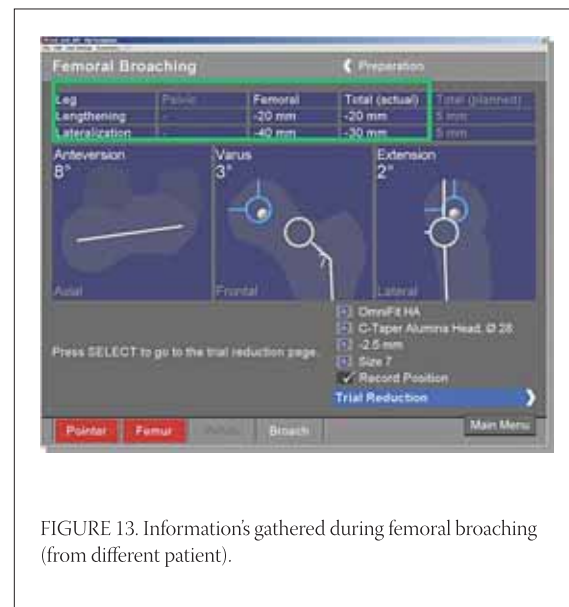 Femoral Broaching
❮ Preparation
Leg Pelvic Femoral Total (actual) Total (planned)
Lengthening - -20 mm -20 mm 5 mm
Lateralization - -40 mm -30 mm 5 mm
Anteversion Varus Extension
8° 3° 2°
Axial Frontal Lateral
OmniFit HA
C-Taper Alumina Head, Ø 28
-2.5 mm
Size 7
Press SELECT to go to the trial reduction page.
Record Position
Trial Reduction ❯
Pointer Femur Broach Main Menu
FIGURE 13. Information's gathered during femoral broaching
(from different patient).